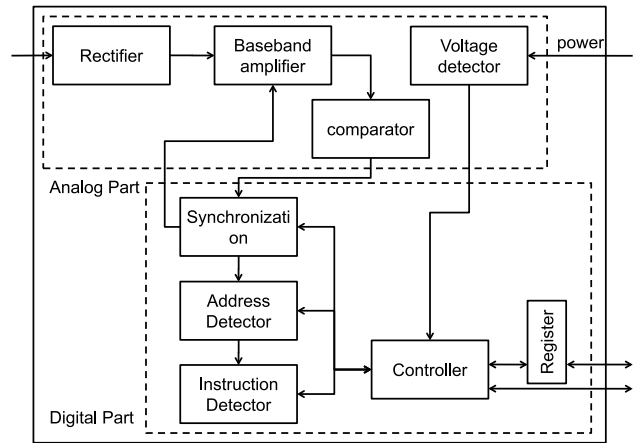 Rectifier
Baseband
amplifier
Voltage
detector
power
comparator
Analog Part
Synchronizati
on
Address
Detector
Instruction
Detector
Controller
Register
Digital Part